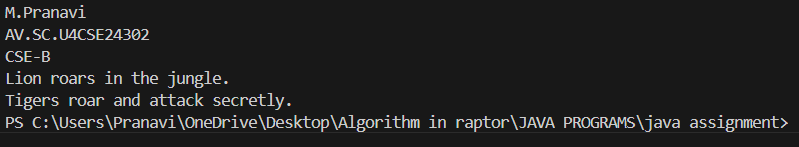 M.Pranavi
AV.SC.U4CSE24302
CSE-B
Lion roars in the jungle.
Tigers roar and attack secretly.
PS C:\Users\Pranavi\OneDrive\Desktop\Algorithm in raptor\JAVA PROGRAMS\java assignment>